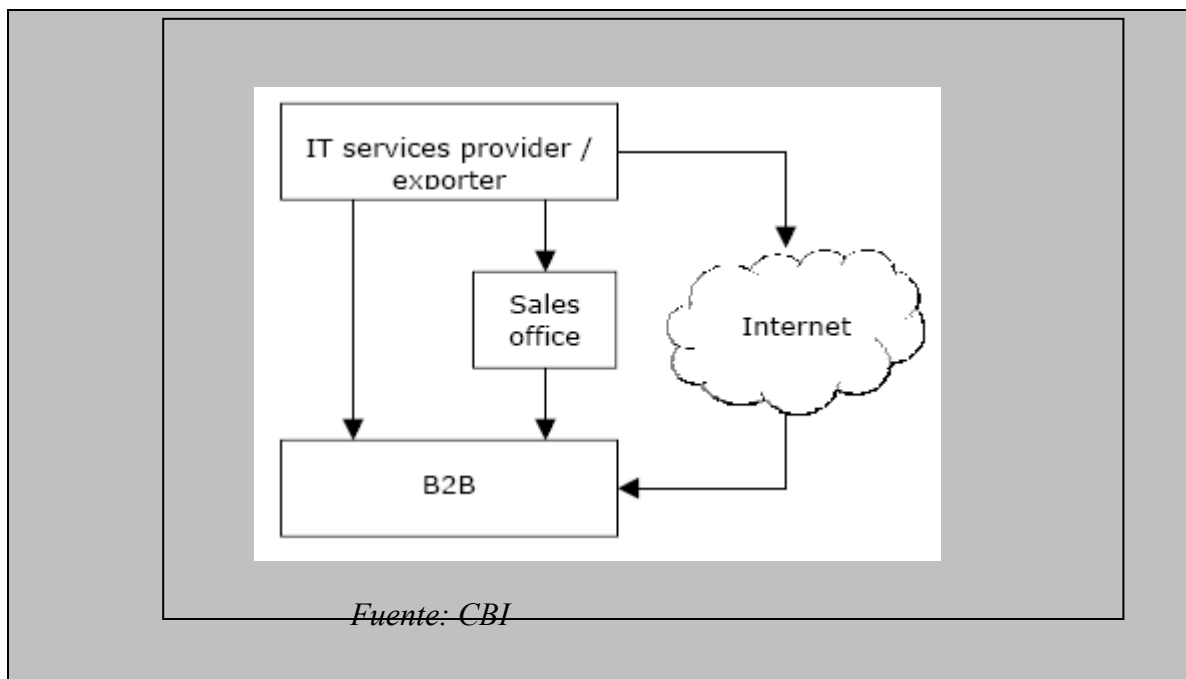 IT services provider /
exporter
Sales
office
Internet
B2B
Fuente: CBI